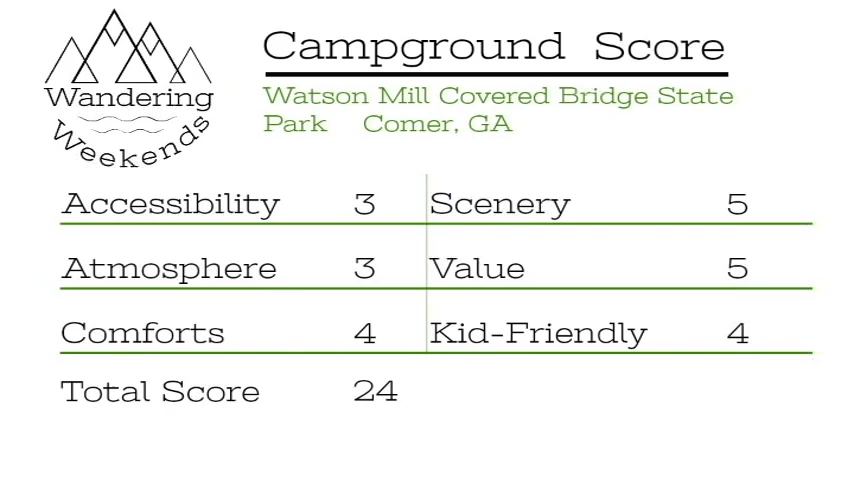 Wandering
Weekends
Campground Score
Watson Mill Covered Bridge State
Park Comer, GA
Accessibility 3 Scenery 5
Atmosphere 3 Value 5
Comforts 4 Kid-Friendly 4
Total Score 24